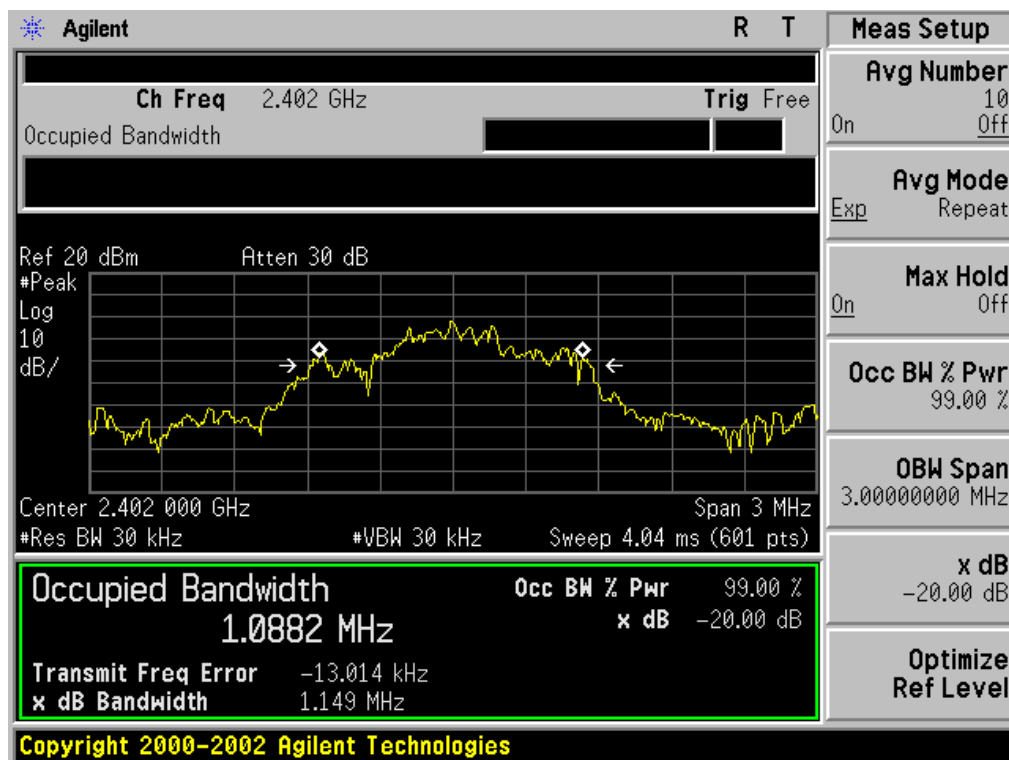 Agilent R T
Ch Freq 2.402 GHz Trig Free
Occupied Bandwidth
Ref 20 dBm Atten 30 dB
#Peak
Log
10
dB/
Center 2.402 000 GHz Span 3 MHz
#Res BW 30 kHz #VBW 30 kHz Sweep 4.04 ms (601 pts)
Occupied Bandwidth
1.0882 MHz
Occ BW % Pwr 99.00 %
x dB -20.00 dB
Transmit Freq Error -13.014 kHz
x dB Bandwidth 1.149 MHz
Copyright 2000-2002 Agilent Technologies
Meas Setup
Avg Number
10
On Off
Avg Mode
Exp Repeat
Max Hold
On Off
Occ BW % Pwr
99.00 %
OBW Span
3.00000000 MHz
x dB
-20.00 dB
Optimize
Ref Level